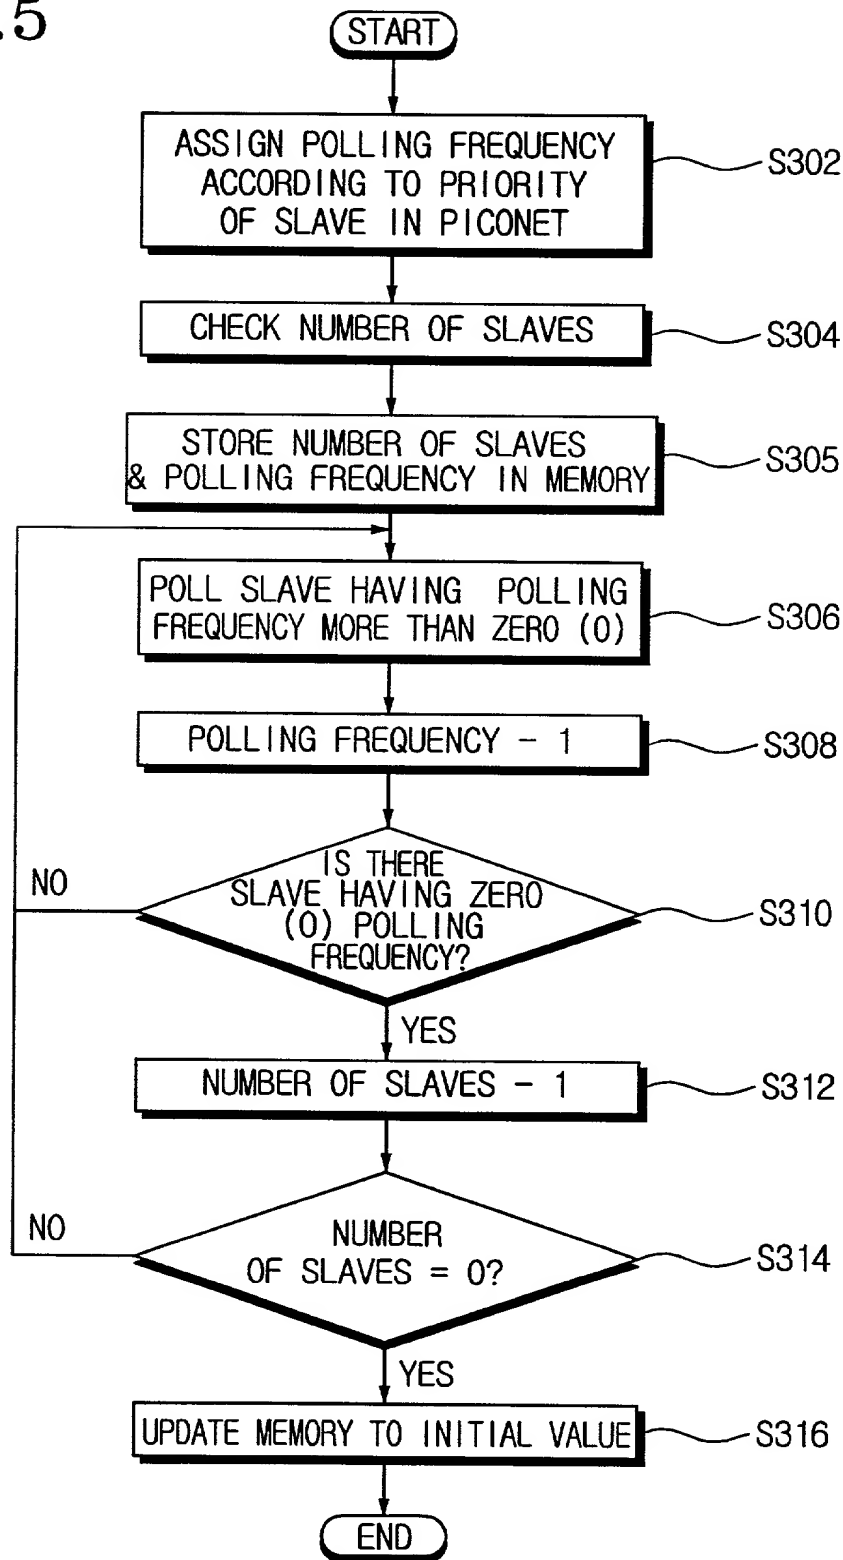 .5
START
ASSIGN POLLING FREQUENCY
ACCORDING TO PRIORITY
OF SLAVE IN PICONET
S302
CHECK NUMBER OF SLAVES
S304
STORE NUMBER OF SLAVES
& POLLING FREQUENCY IN MEMORY
S305
POLL SLAVE HAVING POLLING
FREQUENCY MORE THAN ZERO (0)
S306
POLLING FREQUENCY - 1
S308
IS THERE
SLAVE HAVING ZERO
(0) POLLING
FREQUENCY?
NO
S310
YES
NUMBER OF SLAVES - 1
S312
NUMBER
OF SLAVES = 0?
NO
S314
YES
UPDATE MEMORY TO INITIAL VALUE
S316
END